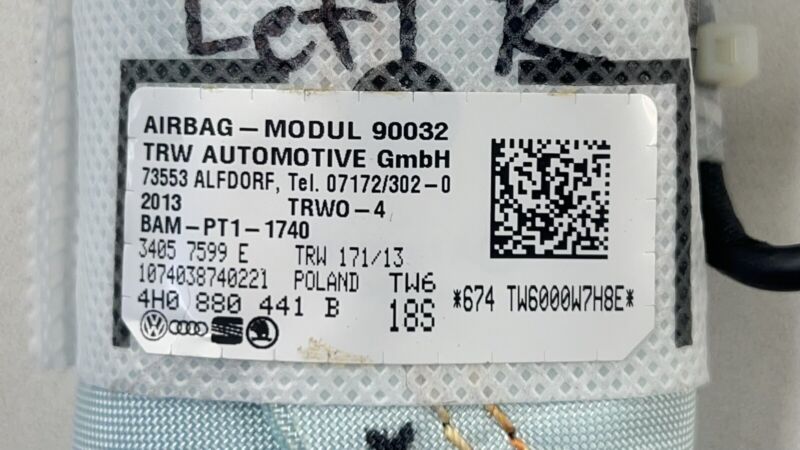 Left R
AIRBAG – MODUL 90032
TRW AUTOMOTIVE GmbH
73553 ALFDORF, Tel. 07172/302-0
2013 TRWO-4
BAM-PT1-1740
3405 7599 E TRW 171/13
1074038740221 POLAND TW6
4H0 880 441 B 18S *674 TW6000W7H8E*